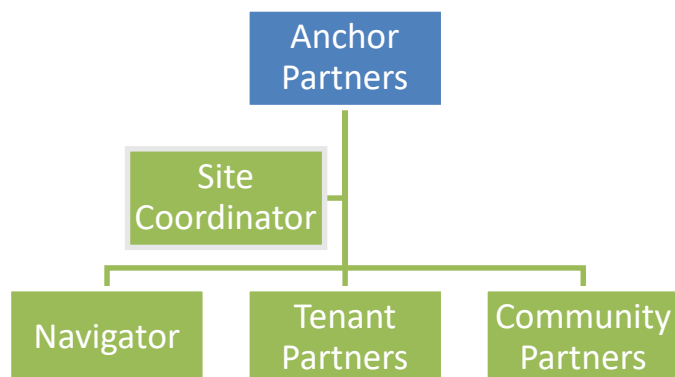 Anchor
Partners
Site
Coordinator
Navigator
Tenant
Partners
Community
Partners